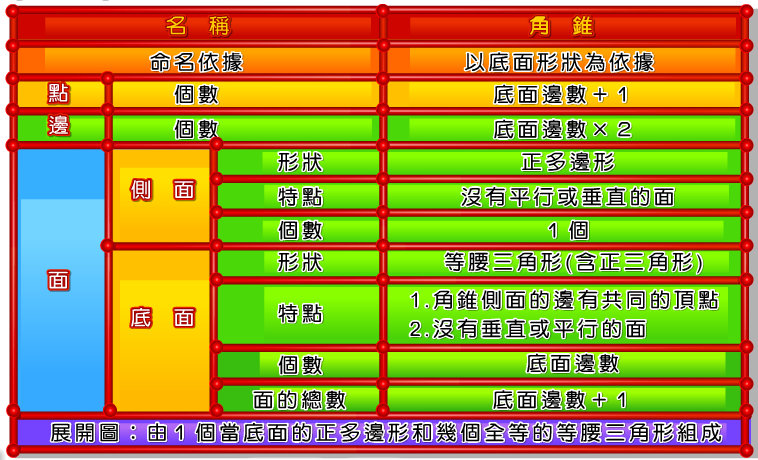 名 稱 角 錐
命名依據 以底面形狀為依據
點 個數 底面邊數＋1
邊 個數 底面邊數×2
面 側 面 形狀 正多邊形
特點 沒有平行或垂直的面
個數 1 個
底 面 形狀 等腰三角形(含正三角形)
特點 1.角錐側面的邊有共同的頂點
2.沒有垂直或平行的面
個數 底面邊數
面的總數 底面邊數＋1
展開圖：由1個當底面的正多邊形和幾個全等的等腰三角形組成